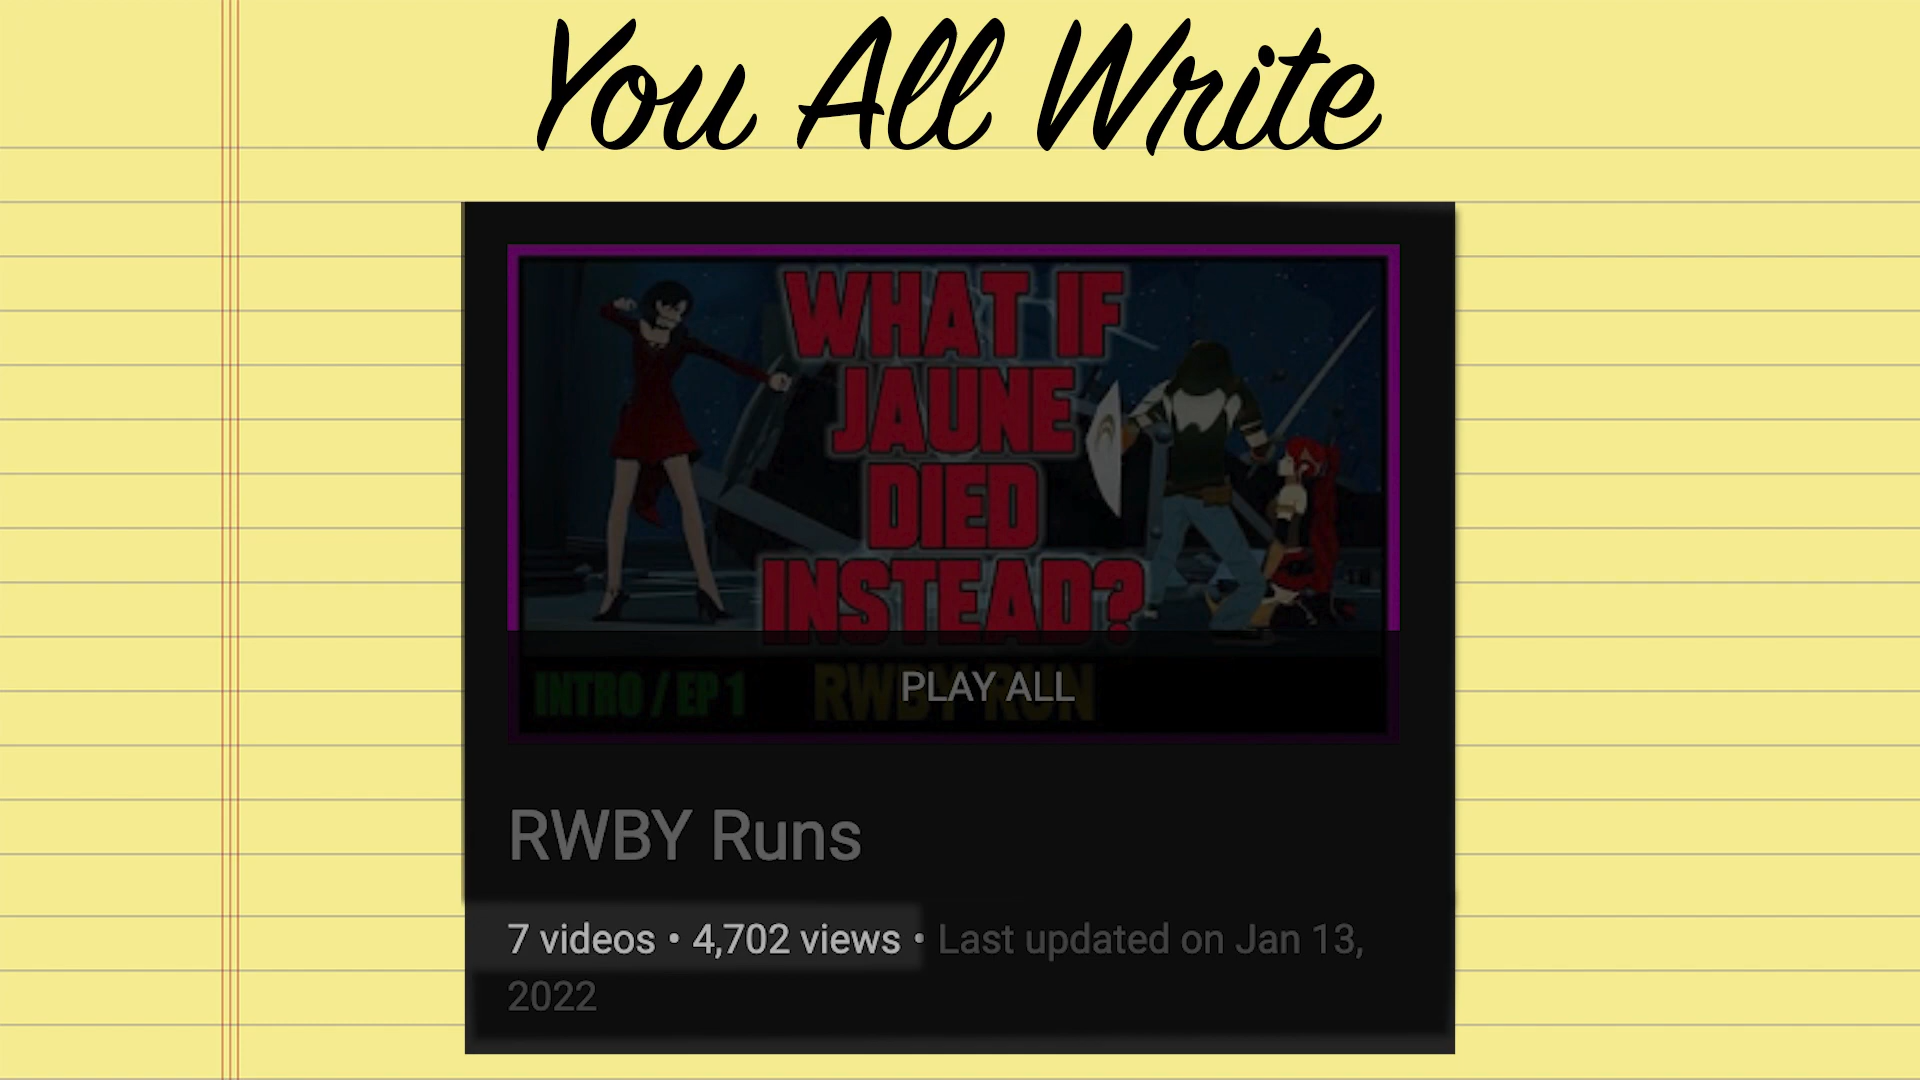 You All Write
WHAT IF
JAUNE
DIED
INSTEAD?
INTRO / EP 1 RWBY RUN
PLAY ALL
RWBY Runs
7 videos • 4,702 views • Last updated on Jan 13,
2022